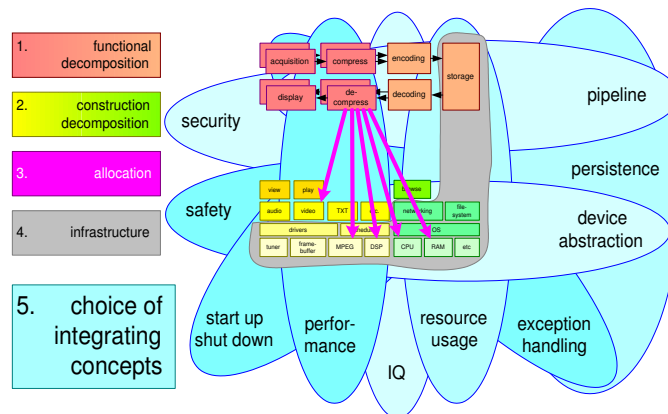 1. functional
decomposition
2. construction
decomposition
3. allocation
4. infrastructure
5. choice of
integrating
concepts
acquisition
compress
encoding
storage
display
de-
compress
decoding
security
pipeline
persistence
safety
device
abstraction
view
play
browse
audio
video
TXT
networking
file-
system
drivers
OS
tuner
frame-
buffer
MPEG
DSP
CPU
RAM
etc
start up
shut down
perfor-
mance
IQ
resource
usage
exception
handling